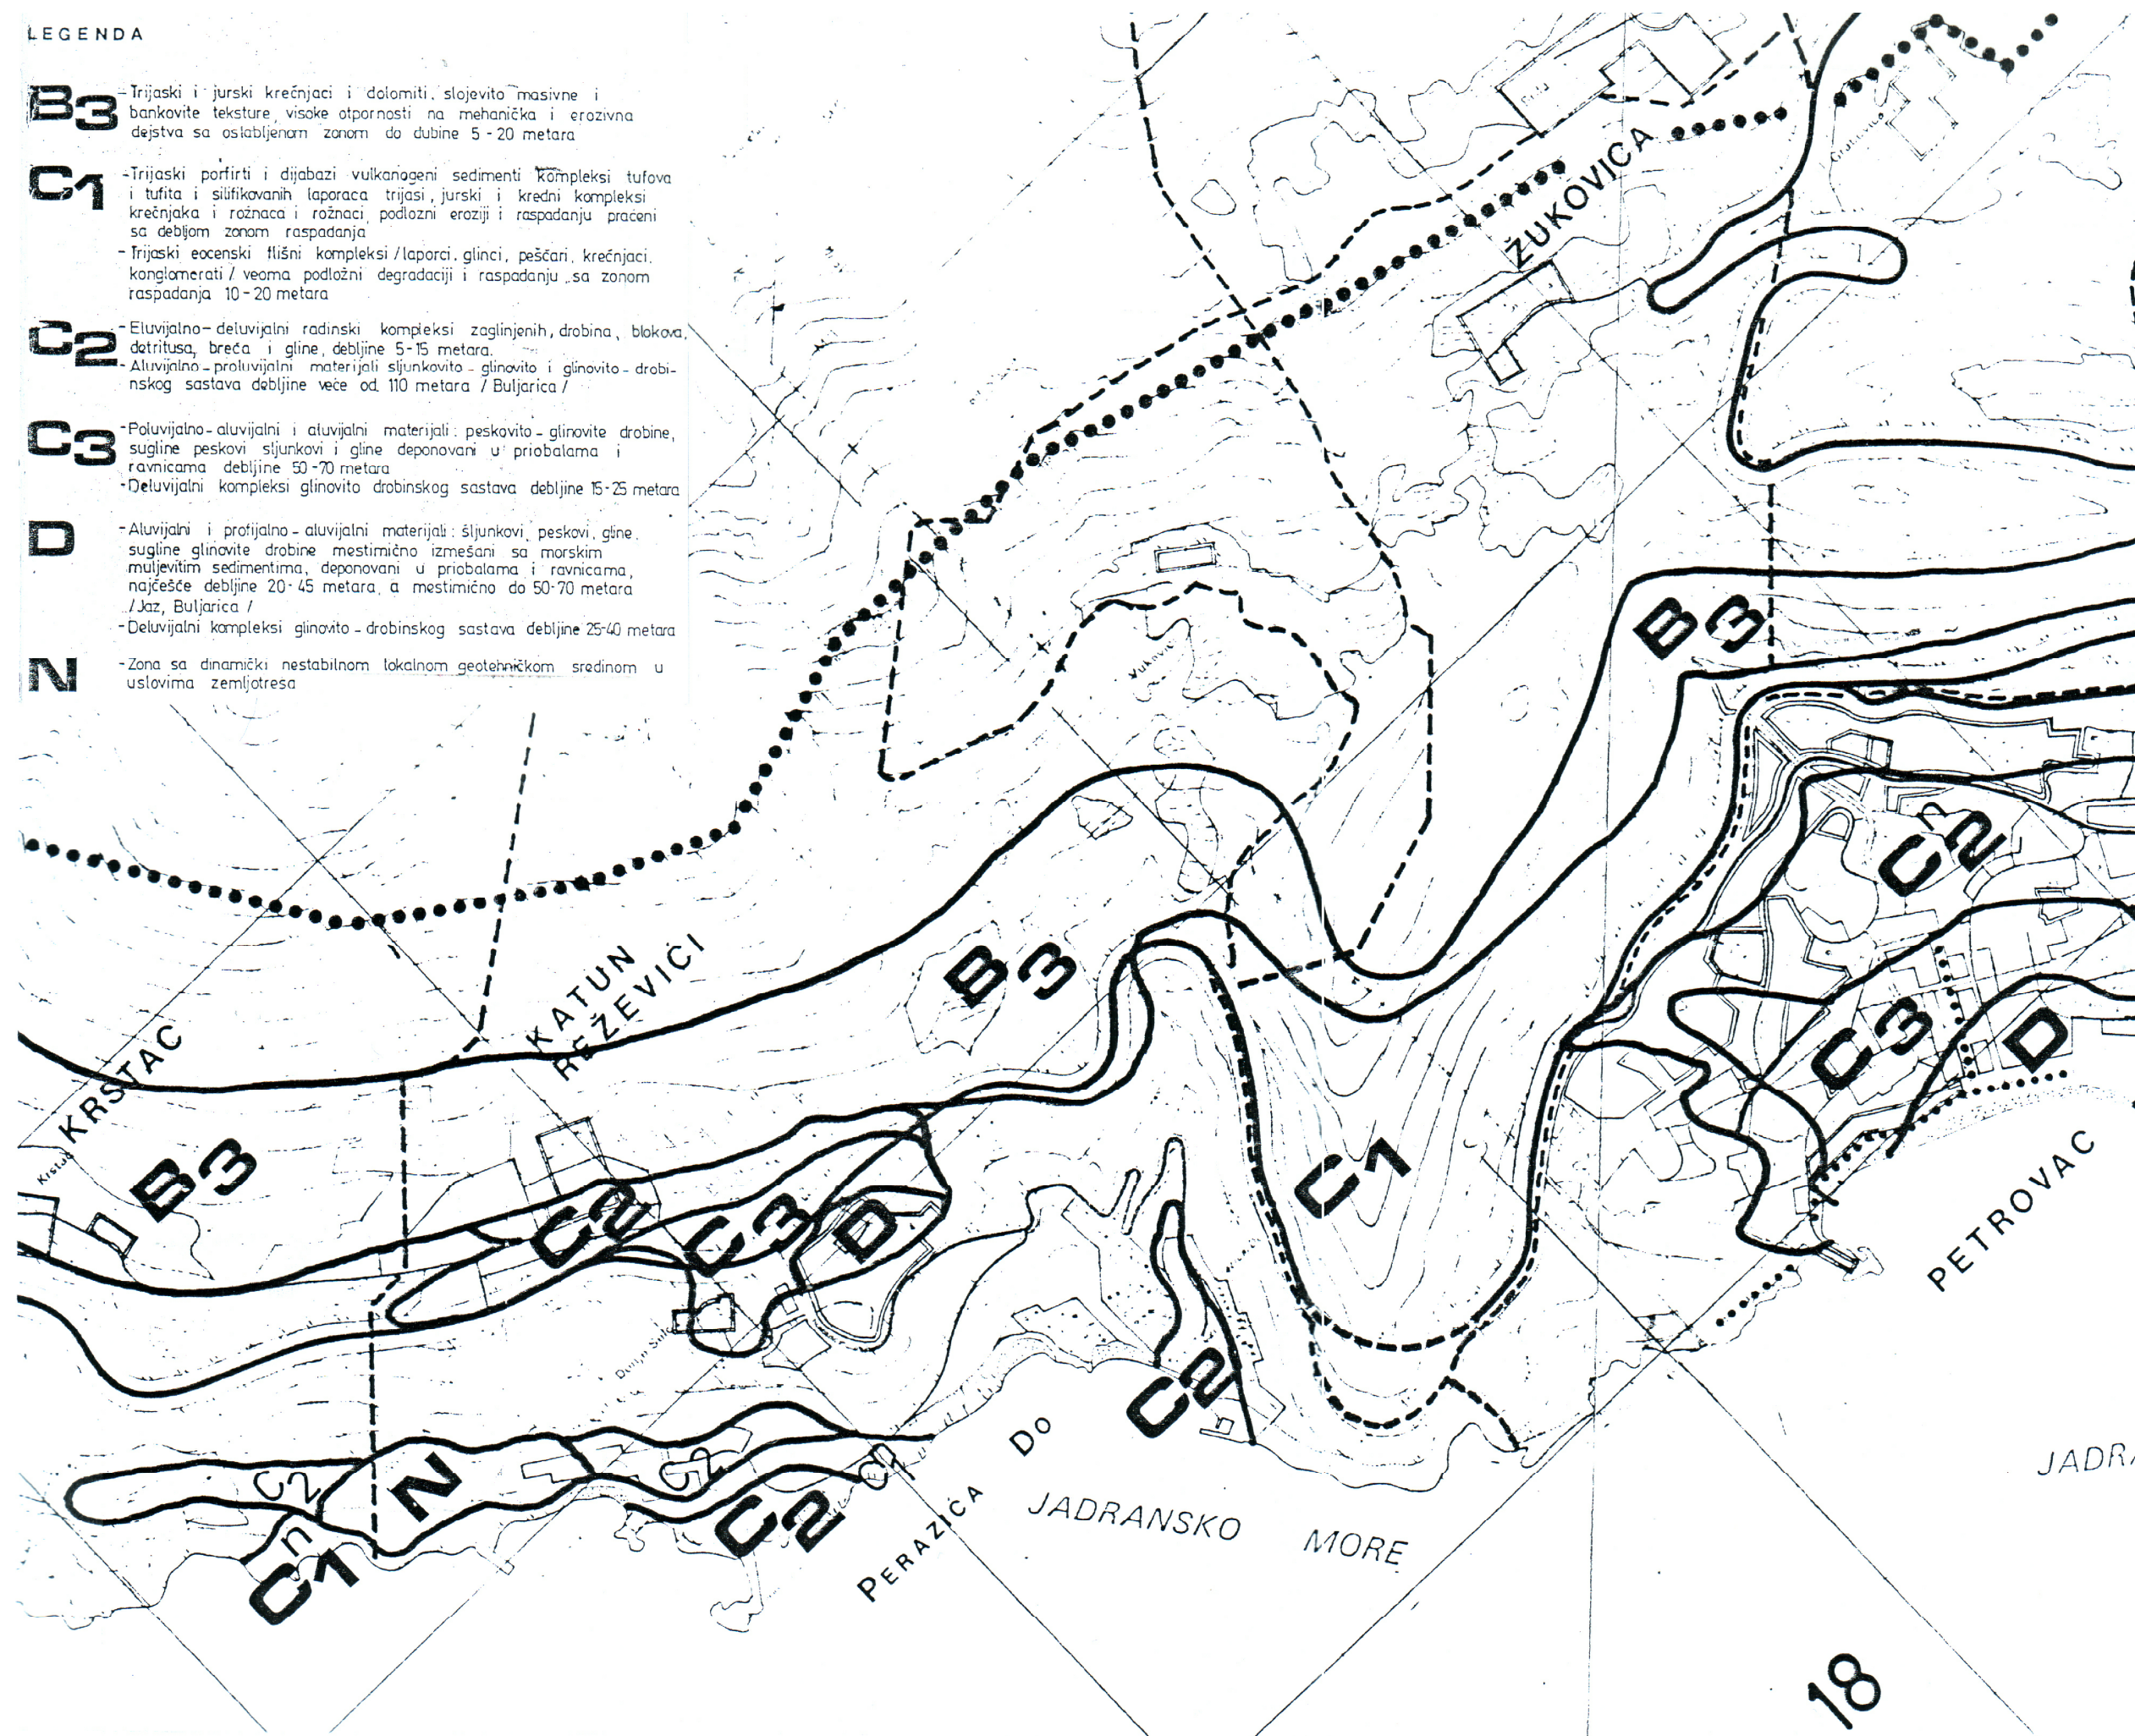 LEGENDA
B3 -Trijaski i jurski krečnjaci i dolomiti, slojevito masivne i
bankovite teksture, visoke otpornosti na mehanička i erozivna
dejstva sa oslabljenom zonom do dubine 5 - 20 metara
C1 -Trijaski porfirti i dijabazi vulkanogeni sedimenti kompleksi tufova
i tufita i silifikovanih laporaca trijasi, jurski i kredni kompleksi
krečnjaka i rožnaca i rožnaci, podlozni eroziji i raspadanju praćeni
sa debljom zonom raspadanja
- Trijaski eocenski flišni kompleksi /laporci, glinci, peščari, krečnjaci,
konglomerati / veoma podložni degradaciji i raspadanju, sa zonom
raspadanja 10 - 20 metara
C2 - Eluvijalno-deluvijalni radinski kompleksi zaglinjenih, drobina, blokova,
detritusa, breća i gline, debljine 5-15 metara.
- Aluvijalno-proluvijalni materijali sljunkovito - glinovito i glinovito - drobi-
nskog sastava debljine veće od 110 metara / Buljarica /
C3 -Poluvijalno-aluvijalni i aluvijalni materijali : peskovito - glinovite drobine,
sugline peskovi sljunkovi i gline deponovani u priobalama i
ravnicama debljine 50-70 metara
-Deluvijalni kompleksi glinovito drobinskog sastava debljine 15-25 metara
D -Aluvijalni i profijalno-aluvijalni materijali : šljunkovi, peskovi, gline,
sugline glinovite drobine mestimično izmešani sa morskim
muljevitim sedimentima, deponovani u priobalama i ravnicama,
najčešće debljine 20-45 metara, a mestimično do 50-70 metara
/Jaz, Buljarica /
-Deluvijalni kompleksi glinovito - drobinskog sastava debljine 25-40 metara
N -Zona sa dinamički nestabilnom lokalnom geotehničkom sredinom u
uslovima zemljotresa
ŽUKOVICA
B3
Vuković
n
C2
KATUN
REŽEVIĆI
B3
KRSTAC
Krstac
B3
C3
D
C1
C2
C3
D
PETROVAC
C2
C2
N
C2
C2
C1
n
C1
PERAZIĆA DO
JADRANSKO MORE
JADRA
18